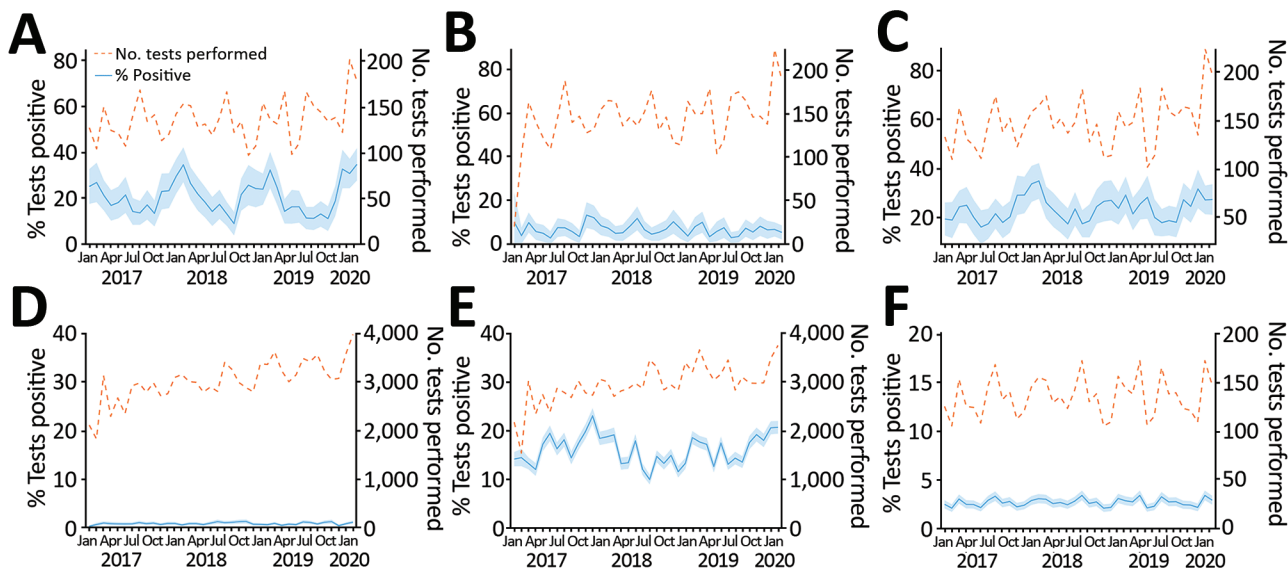 A
No. tests performed
% Positive
% Tests positive
80
60
40
20
0
200
150
100
50
0
No. tests performed
Jan Apr Jul Oct Jan Apr Jul Oct Jan Apr Jul Oct Jan
2017 2018 2019 2020
B
% Tests positive
80
60
40
20
0
200
150
100
50
0
No. tests performed
Jan Apr Jul Oct Jan Apr Jul Oct Jan Apr Jul Oct Jan
2017 2018 2019 2020
C
% Tests positive
80
60
40
20
200
150
100
50
No. tests performed
Jan Apr Jul Oct Jan Apr Jul Oct Jan Apr Jul Oct Jan
2017 2018 2019 2020
D
% Tests positive
40
30
20
10
0
4,000
3,000
2,000
1,000
0
No. tests performed
Jan Apr Jul Oct Jan Apr Jul Oct Jan Apr Jul Oct Jan
2017 2018 2019 2020
E
% Tests positive
40
30
20
10
0
4,000
3,000
2,000
1,000
0
No. tests performed
Jan Apr Jul Oct Jan Apr Jul Oct Jan Apr Jul Oct Jan
2017 2018 2019 2020
F
% Tests positive
20
15
10
5
0
200
150
100
50
0
No. tests performed
Jan Apr Jul Oct Jan Apr Jul Oct Jan Apr Jul Oct Jan
2017 2018 2019 2020